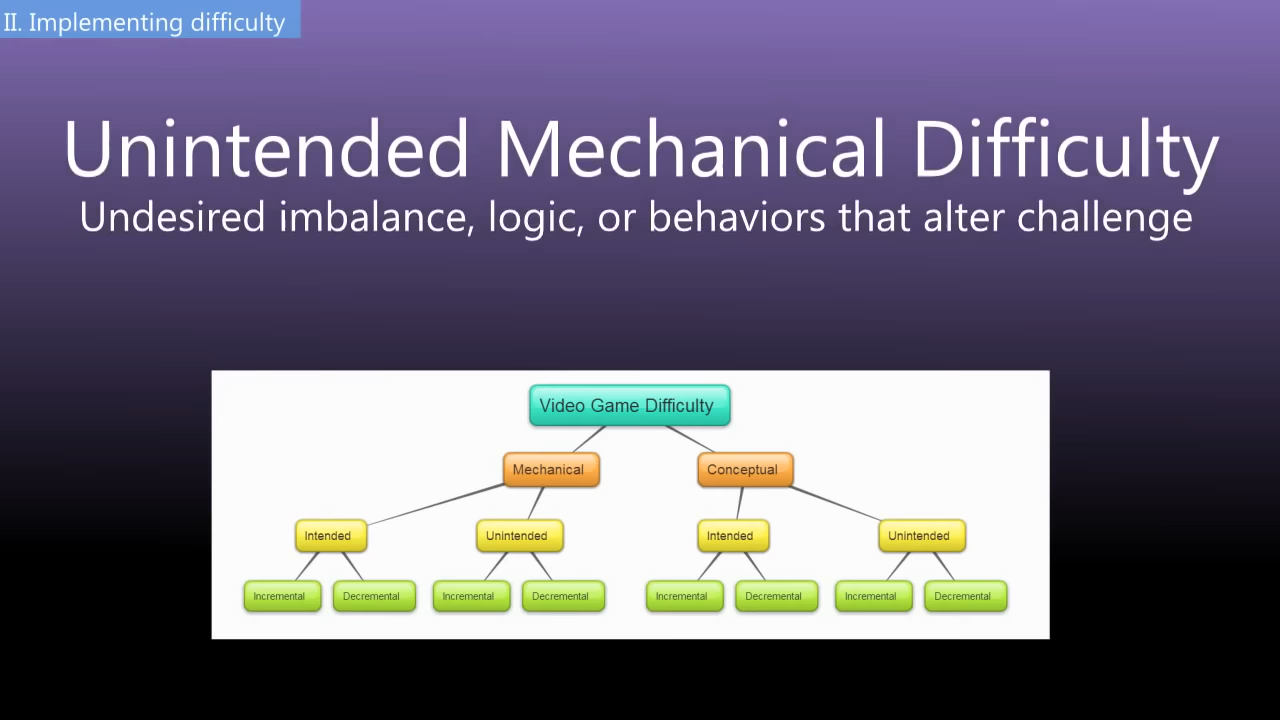 II. Implementing difficulty
Unintended Mechanical Difficulty
Undesired imbalance, logic, or behaviors that alter challenge
Video Game Difficulty
Mechanical Conceptual
Intended Unintended Intended Unintended
Incremental Decremental Incremental Decremental Incremental Decremental Incremental Decremental